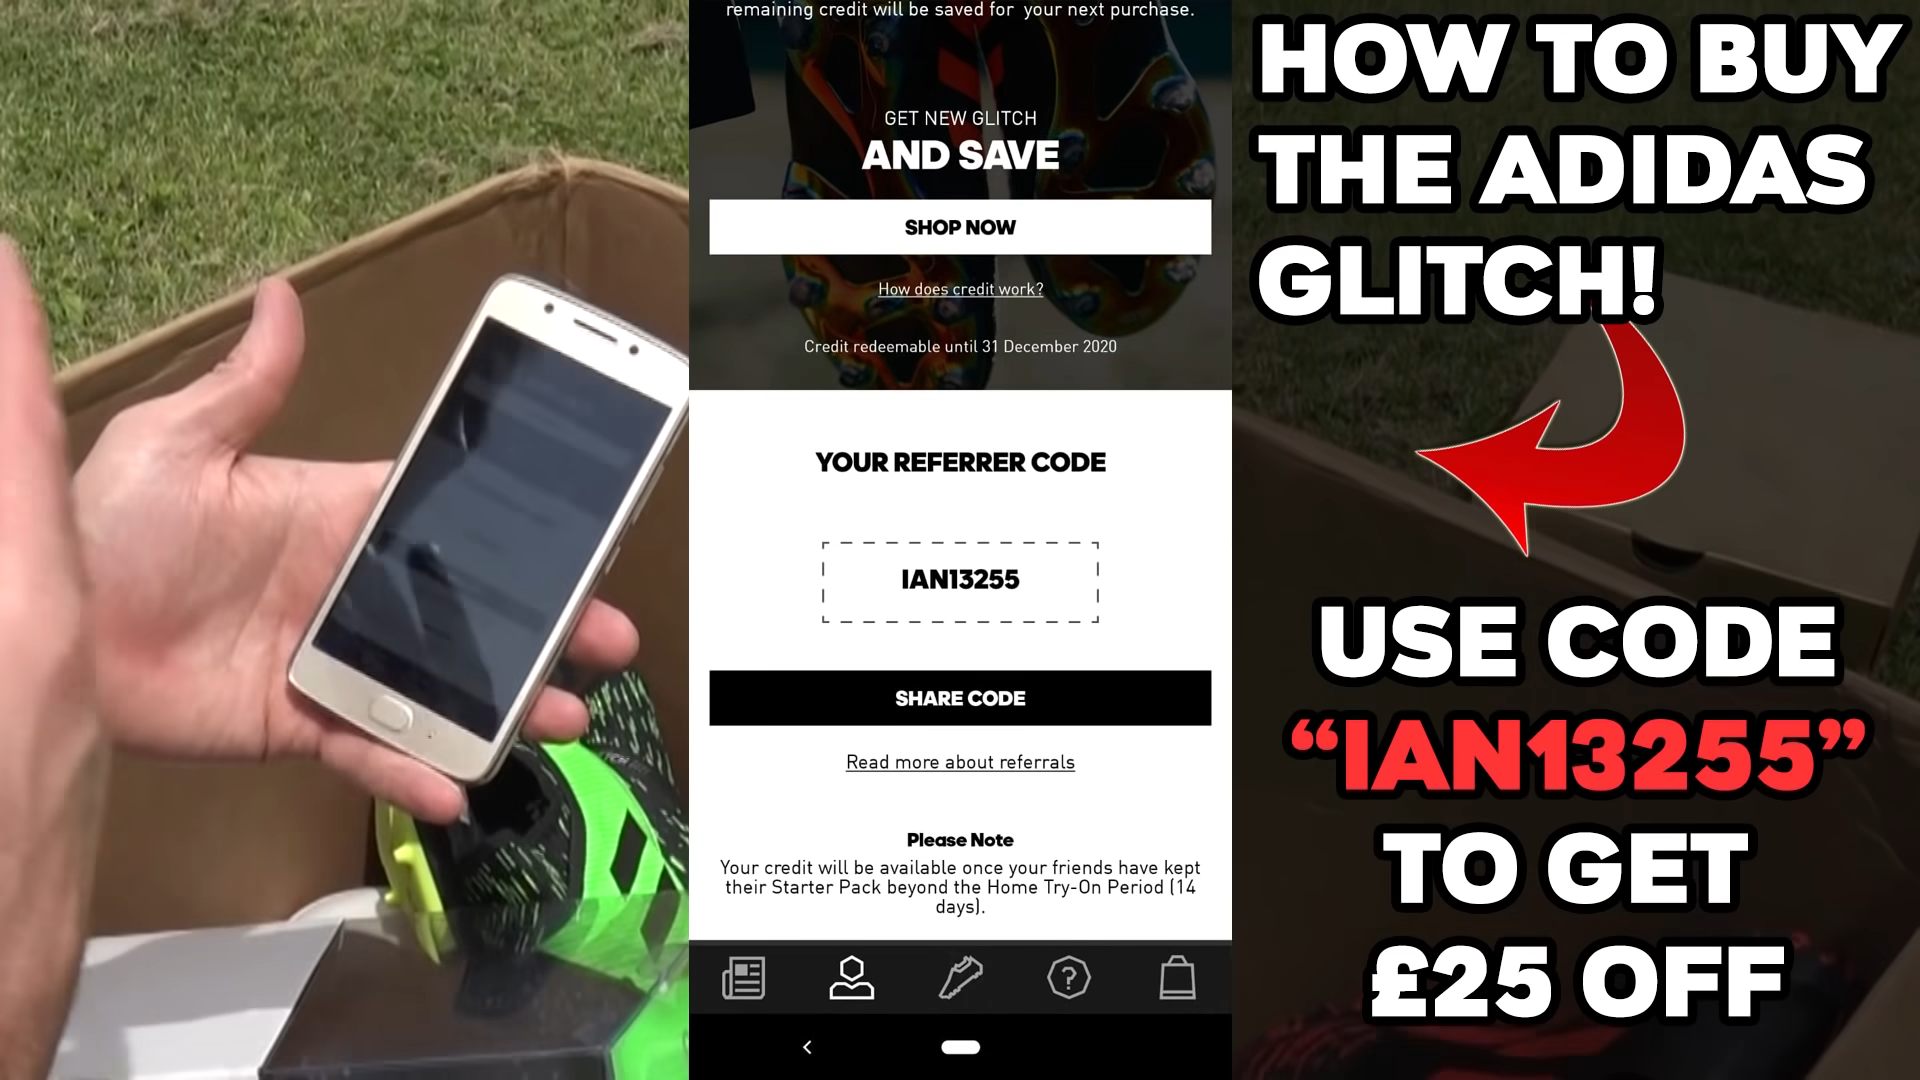 remaining credit will be saved for your next purchase.
GET NEW GLITCH
AND SAVE
SHOP NOW
How does credit work?
Credit redeemable until 31 December 2020
YOUR REFERRER CODE
IAN13255
SHARE CODE
Read more about referrals
Please Note
Your credit will be available once your friends have kept
their Starter Pack beyond the Home Try-On Period (14
days).
HOW TO BUY
THE ADIDAS
GLITCH!
USE CODE
“IAN13255”
TO GET
£25 OFF